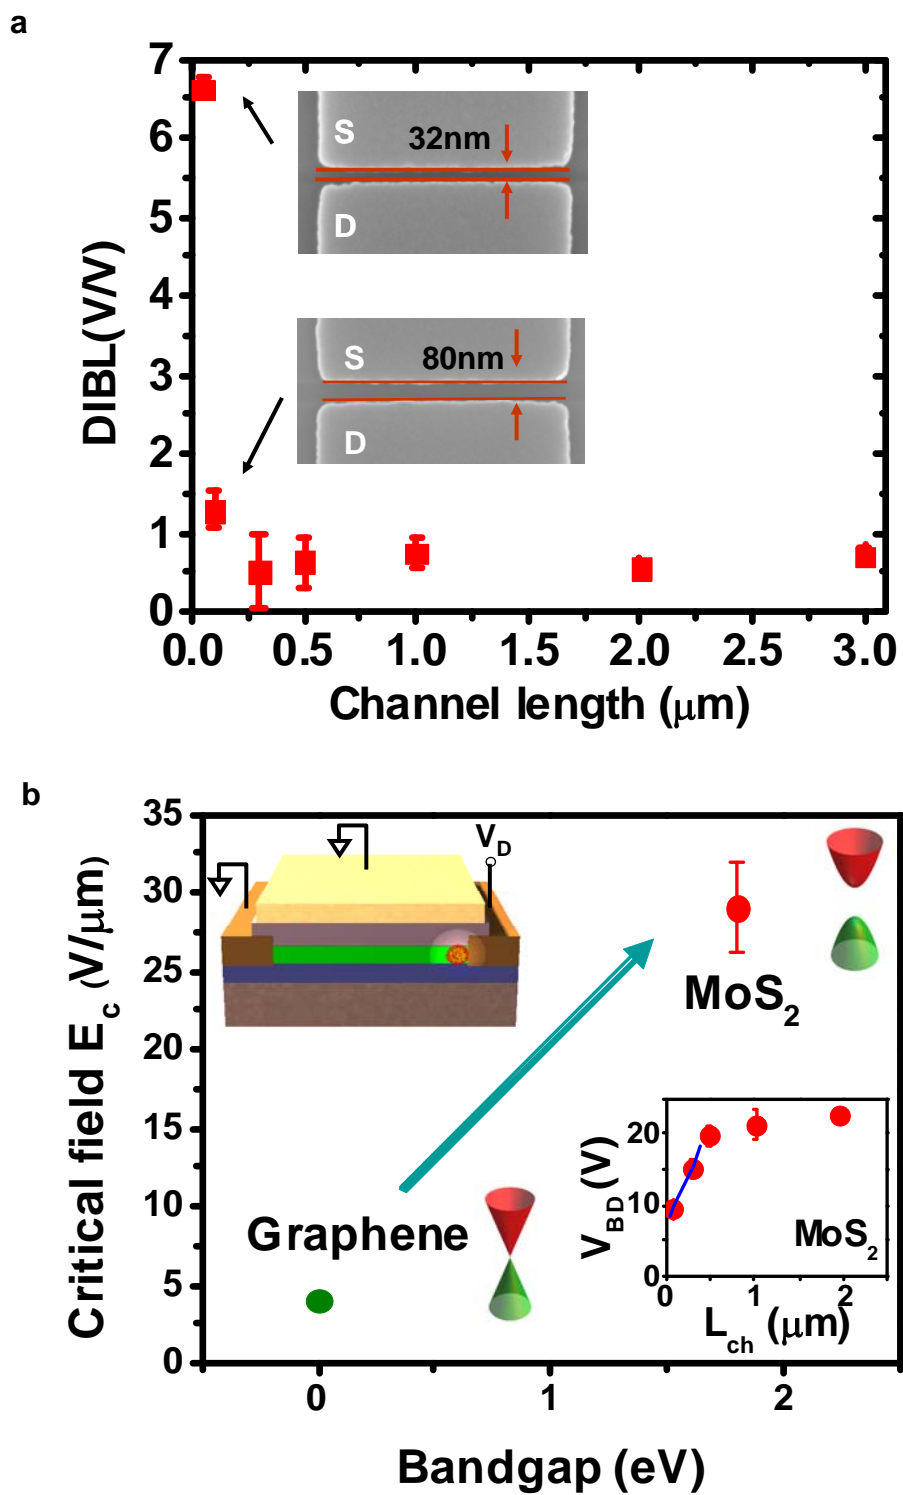 a
7
6
5
4
3
2
1
0
DIBL(V/V)
S
32nm
D
S
80nm
D
0.0 0.5 1.0 1.5 2.0 2.5 3.0
Channel length (μm)
b
35
30
25
20
15
10
5
0
Critical field E_c (V/μm)
V_D
MoS₂
Graphene
20
10
0
V_BD (V)
MoS₂
0 1 2
L_ch (μm)
0 1 2
Bandgap (eV)